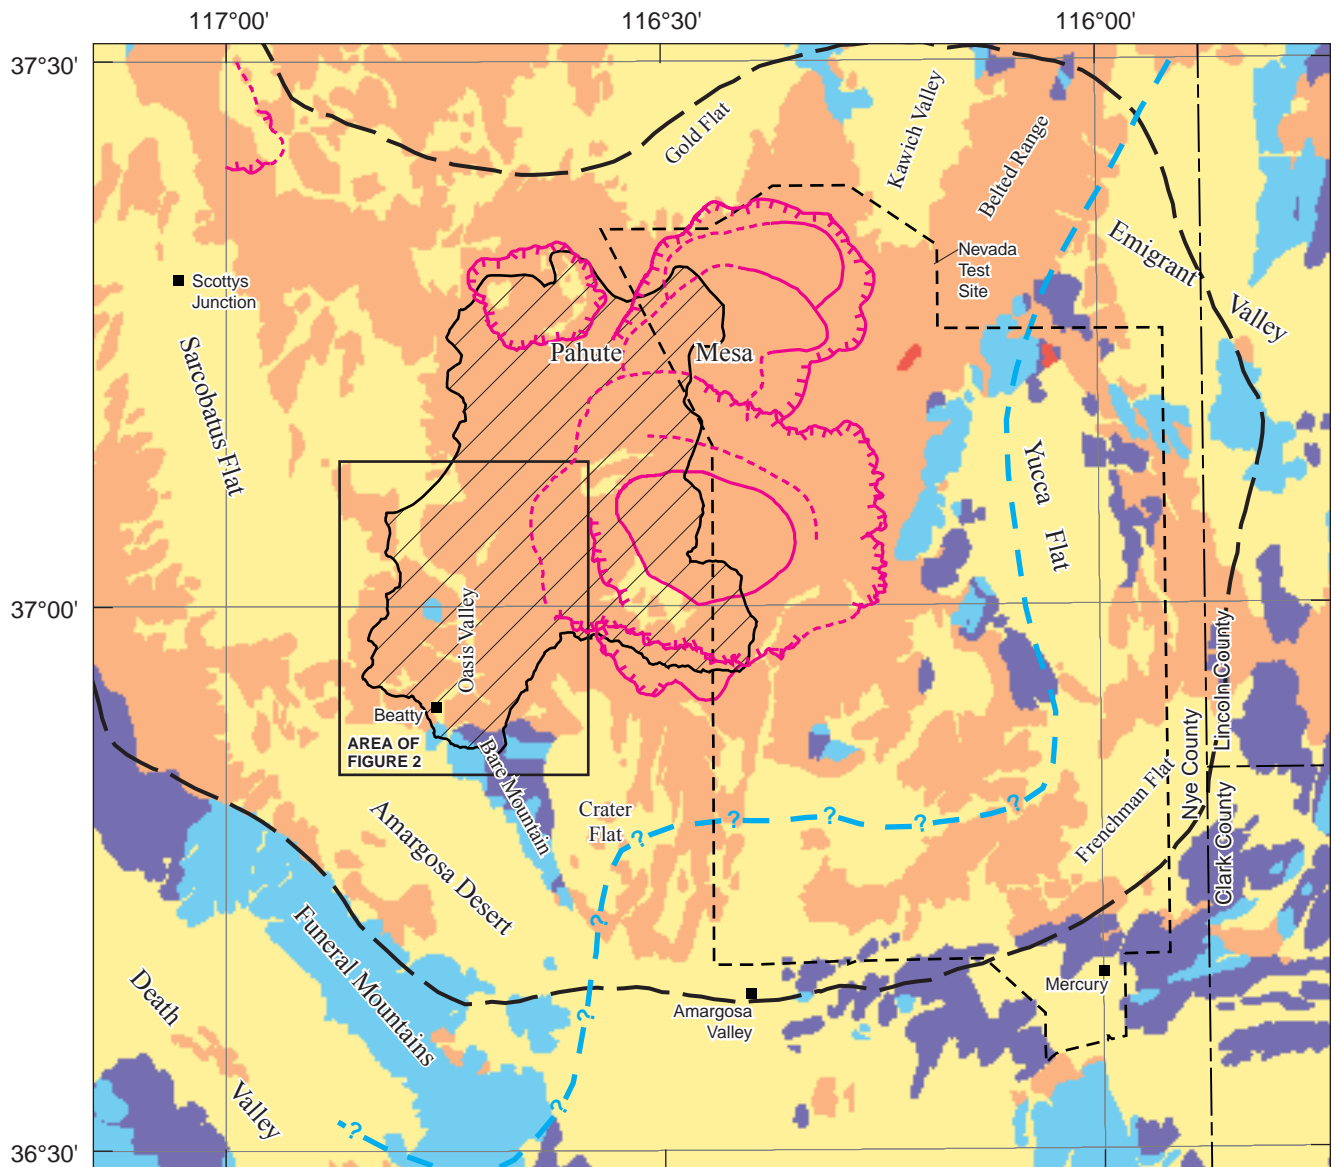 117°00'
116°30'
116°00'
37°30'
Gold Flat
Kawich Valley
Belted Range
Emigrant
Valley
Nevada
Test
Site
Scottys
Junction
Sarcobatus Flat
Pahute
Mesa
Yucca
Flat
37°00'
Oasis Valley
Beatty
AREA OF
FIGURE 2
Bare Mountain
Crater
Flat
Amargosa Desert
Frenchman Flat
Nye County
Lincoln County
Clark County
Funeral Mountains
Death
Valley
Amargosa
Valley
Mercury
?
?
?
?
?
?
?
?
?
36°30'